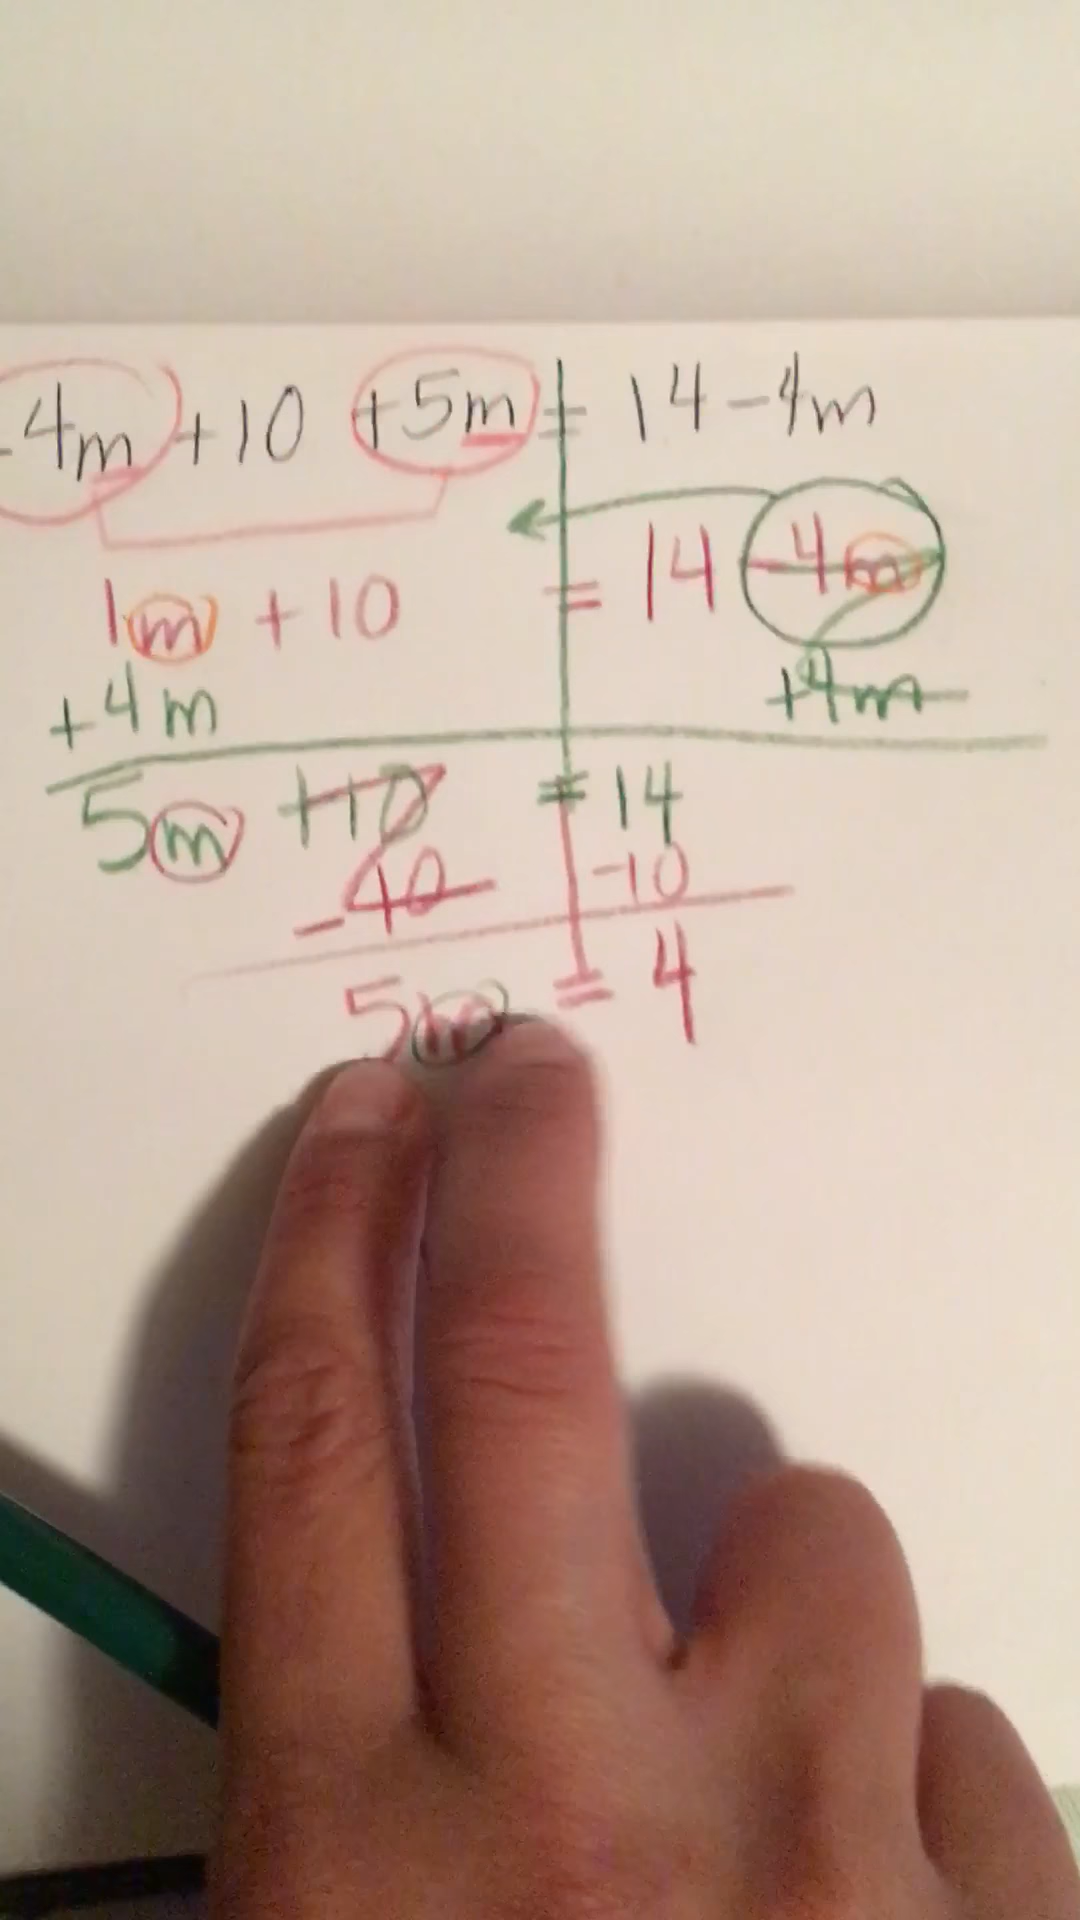 -4m +10 +5m = 14 -4m
1m +10 = 14 -4m
+4m +4m
5m +10 = 14
-10 -10
5m = 4